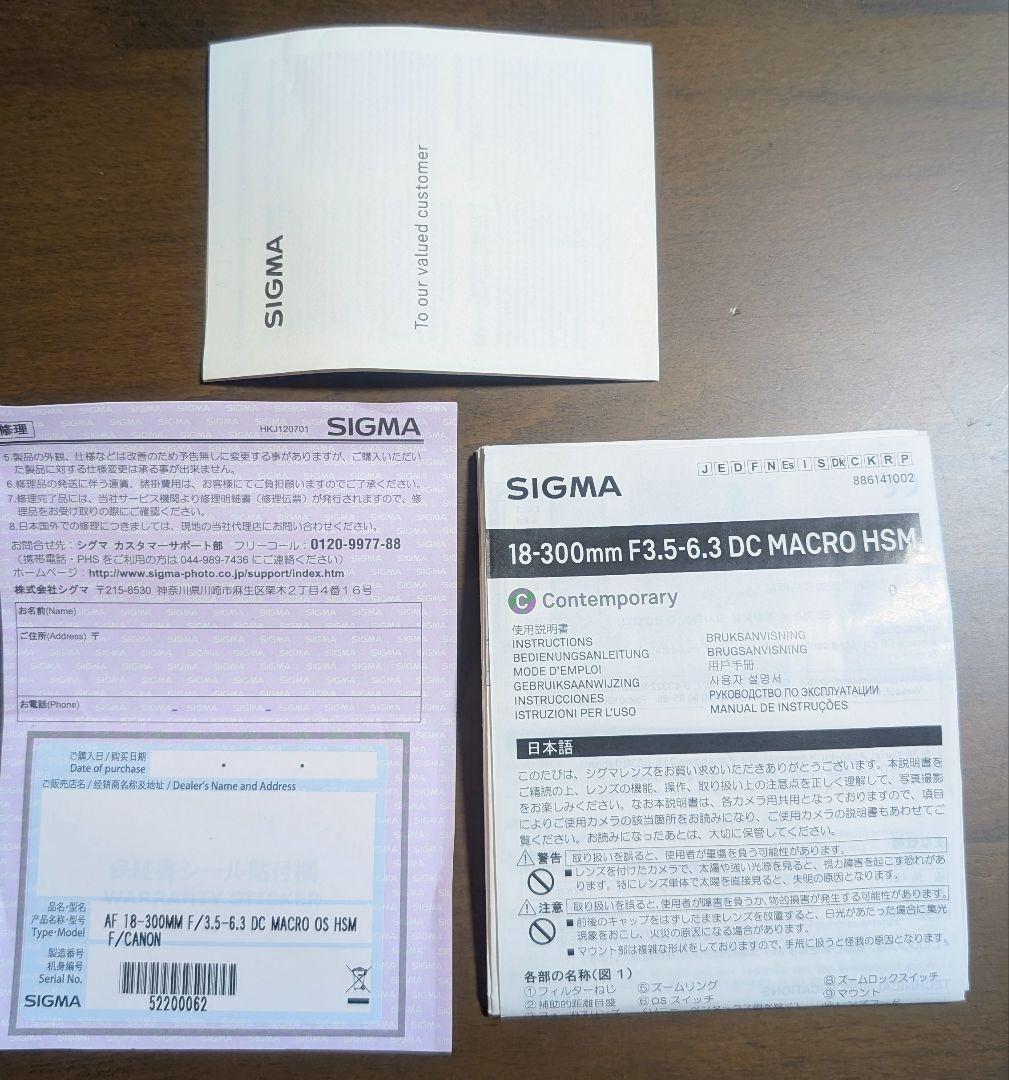 SIGMA
To our valued customer
修理
HKJ120701
SIGMA
5.製品の外観、仕様などは改善のため予告無しに変更する事がありますが、ご購入いただい
た製品に対する仕様変更は承る事が出来ません。
6.修理品の発送に伴う運賃、諸掛費用は、お客様にてご負担願いますのでご了承ください。
7.修理完了品には、当社サービス機関より修理明細書（修理伝票）が発行されますので、修
理品をお受け取りの際にご確認ください。
8.日本国外での修理につきましては、現地の当社代理店にお問い合わせください。
お問合せ先：シグマ カスタマーサポート部 フリーコール：0120-9977-88
（携帯電話・PHS をご利用の方は 044-989-7436 にご連絡ください）
ホームページ：http://www.sigma-photo.co.jp/support/index.htm
株式会社シグマ 〒215-8530 神奈川県川崎市麻生区栗木2丁目4番16号
お名前(Name)
ご住所(Address) 〒
お電話(Phone)
ご購入日/购买日期
Date of purchase
ご販売店名/经销商名称及地址/Dealer's Name and Address
品名・型名
产品名称・型号
Type・Model
AF 18-300MM F/3.5-6.3 DC MACRO OS HSM
F/CANON
製造番号
机身编号
Serial No.
52200062
SIGMA
SIGMA
J E D F N Es I S Dk C K R P
886141002
18-300mm F3.5-6.3 DC MACRO HSM
C Contemporary
使用説明書
INSTRUCTIONS
BEDIENUNGSANLEITUNG
MODE D'EMPLOI
GEBRUIKSAANWIJZING
INSTRUCCIONES
ISTRUZIONI PER L'USO
BRUKSANVISNING
BRUGSANVISNING
用戶手冊
사용자 설명서
РУКОВОДСТВО ПО ЭКСПЛУАТАЦИИ
MANUAL DE INSTRUÇÕES
日本語
このたびは、シグマレンズをお買い求めいただきありがとうございます。本説明書を
ご精読の上、レンズの機能、操作、取り扱い上の注意点を正しく理解して、写真撮影
をお楽しみください。なお本説明書は、各カメラ用共用となっておりますので、項目
によりご使用カメラの該当箇所をお読みになり、ご使用カメラの説明書もあわせてご
覧ください。お読みになったあとは、大切に保管してください。
警告 取り扱いを誤ると、使用者が重傷を負う可能性があります。
■レンズを付けたカメラで、太陽や強い光源を見ると、視力障害を起こす恐れがあ
ります。特にレンズ単体で太陽を直接見ると、失明の原因となります。
注意 取り扱いを誤ると、使用者が障害を負うか、物的損害が発生する可能性があります。
■前後のキャップをはずしたままレンズを放置すると、日光があたった場合に集光
現象をおこし、火災の原因になる場合があります。
■マウント部は複雑な形状をしておりますので、手荒に扱うと怪我の原因となります。
各部の名称(図1)
①フィルターねじ
②補助的距離目盛
⑤ズームリング
⑥OS スイッチ
⑧ズームロックスイッチ
⑨マウント